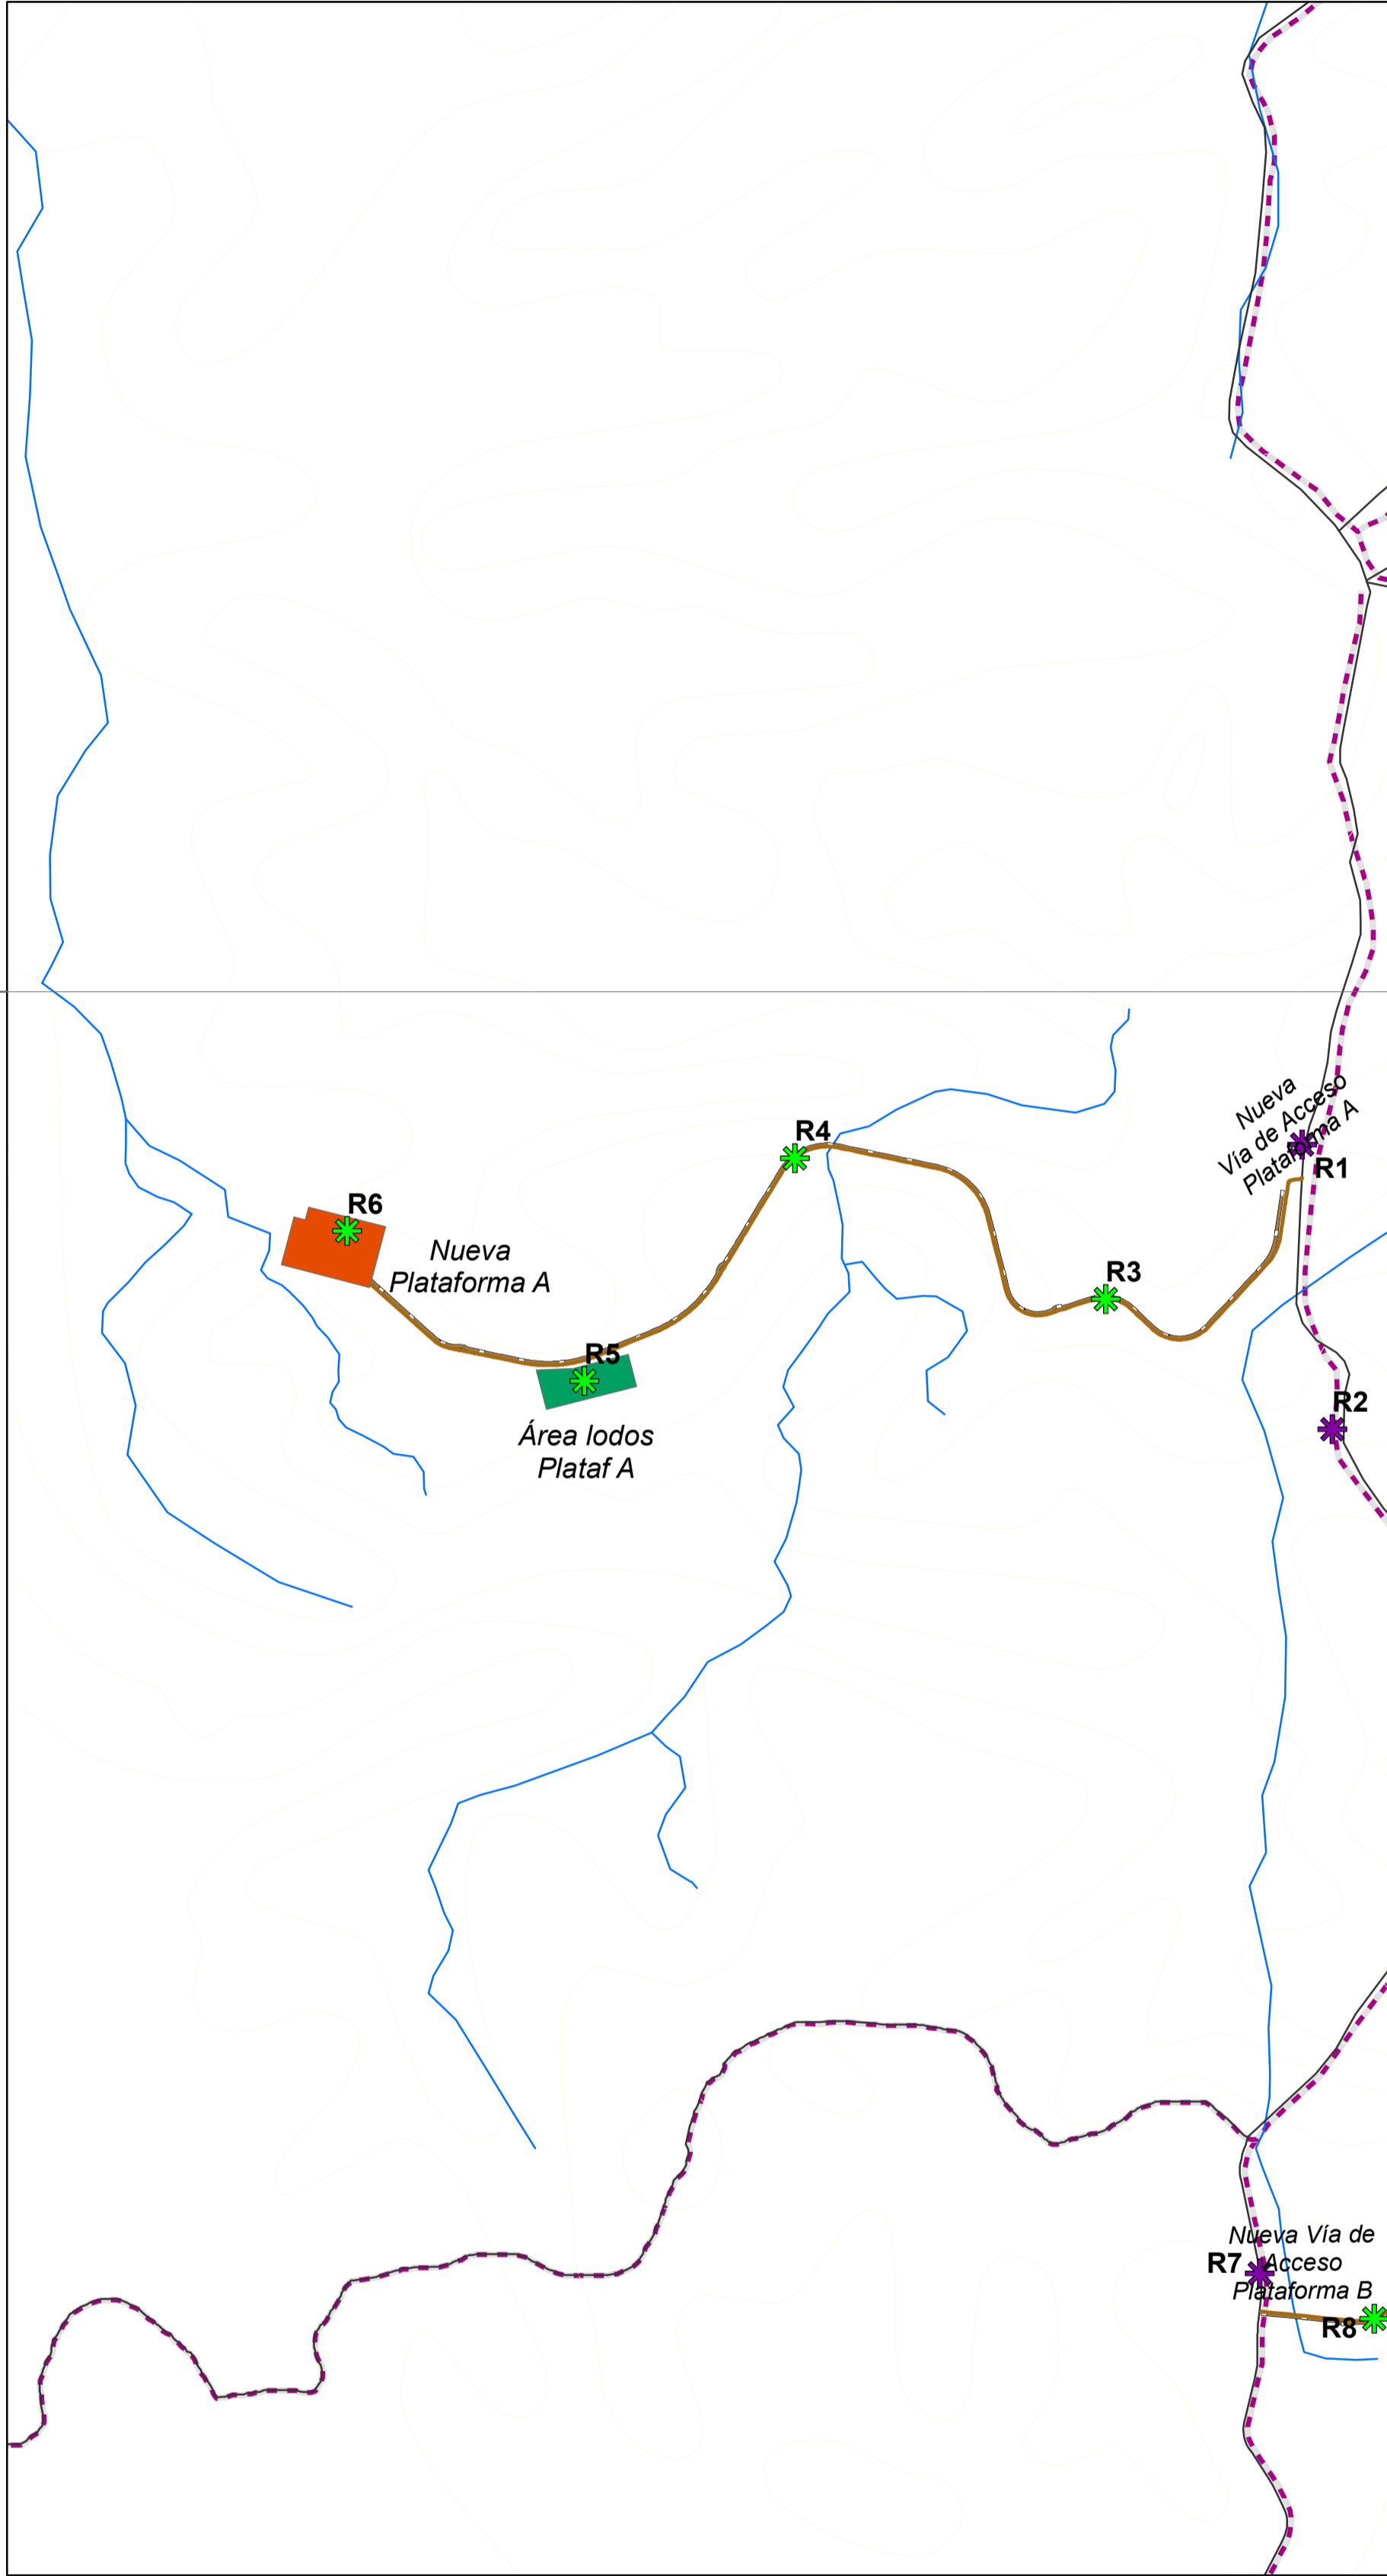 Nueva
Vía de Acceso
Plataforma A
R1
R4
R6
Nueva
Plataforma A
R3
R5
R2
Área lodos
Plataf A
Nueva Vía de
Acceso
Plataforma B
R7
R8